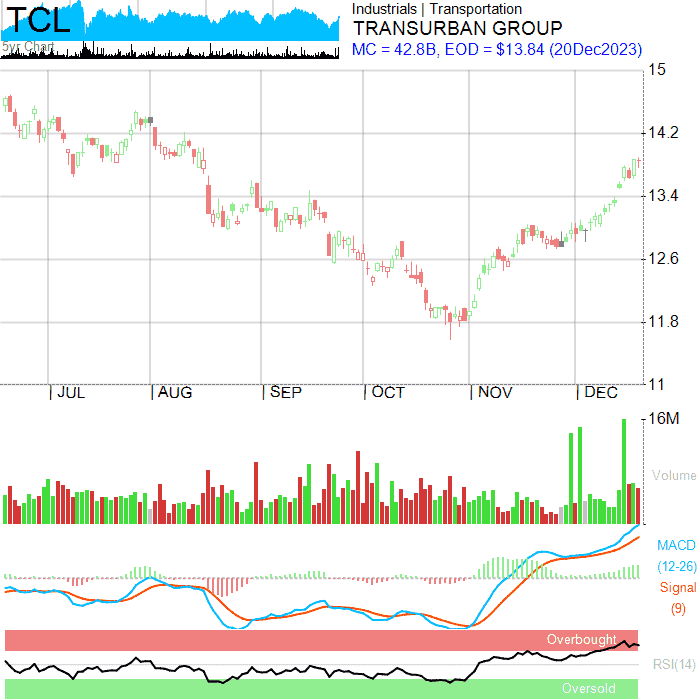 TCL
5yr Chart
Industrials | Transportation
TRANSURBAN GROUP
MC = 42.8B, EOD = $13.84 (20Dec2023)
15
14.2
13.4
12.6
11.8
11
| JUL | AUG | SEP | OCT | NOV | DEC
16M
Volume
MACD
(12-26)
Signal
(9)
Overbought
RSI(14)
Oversold